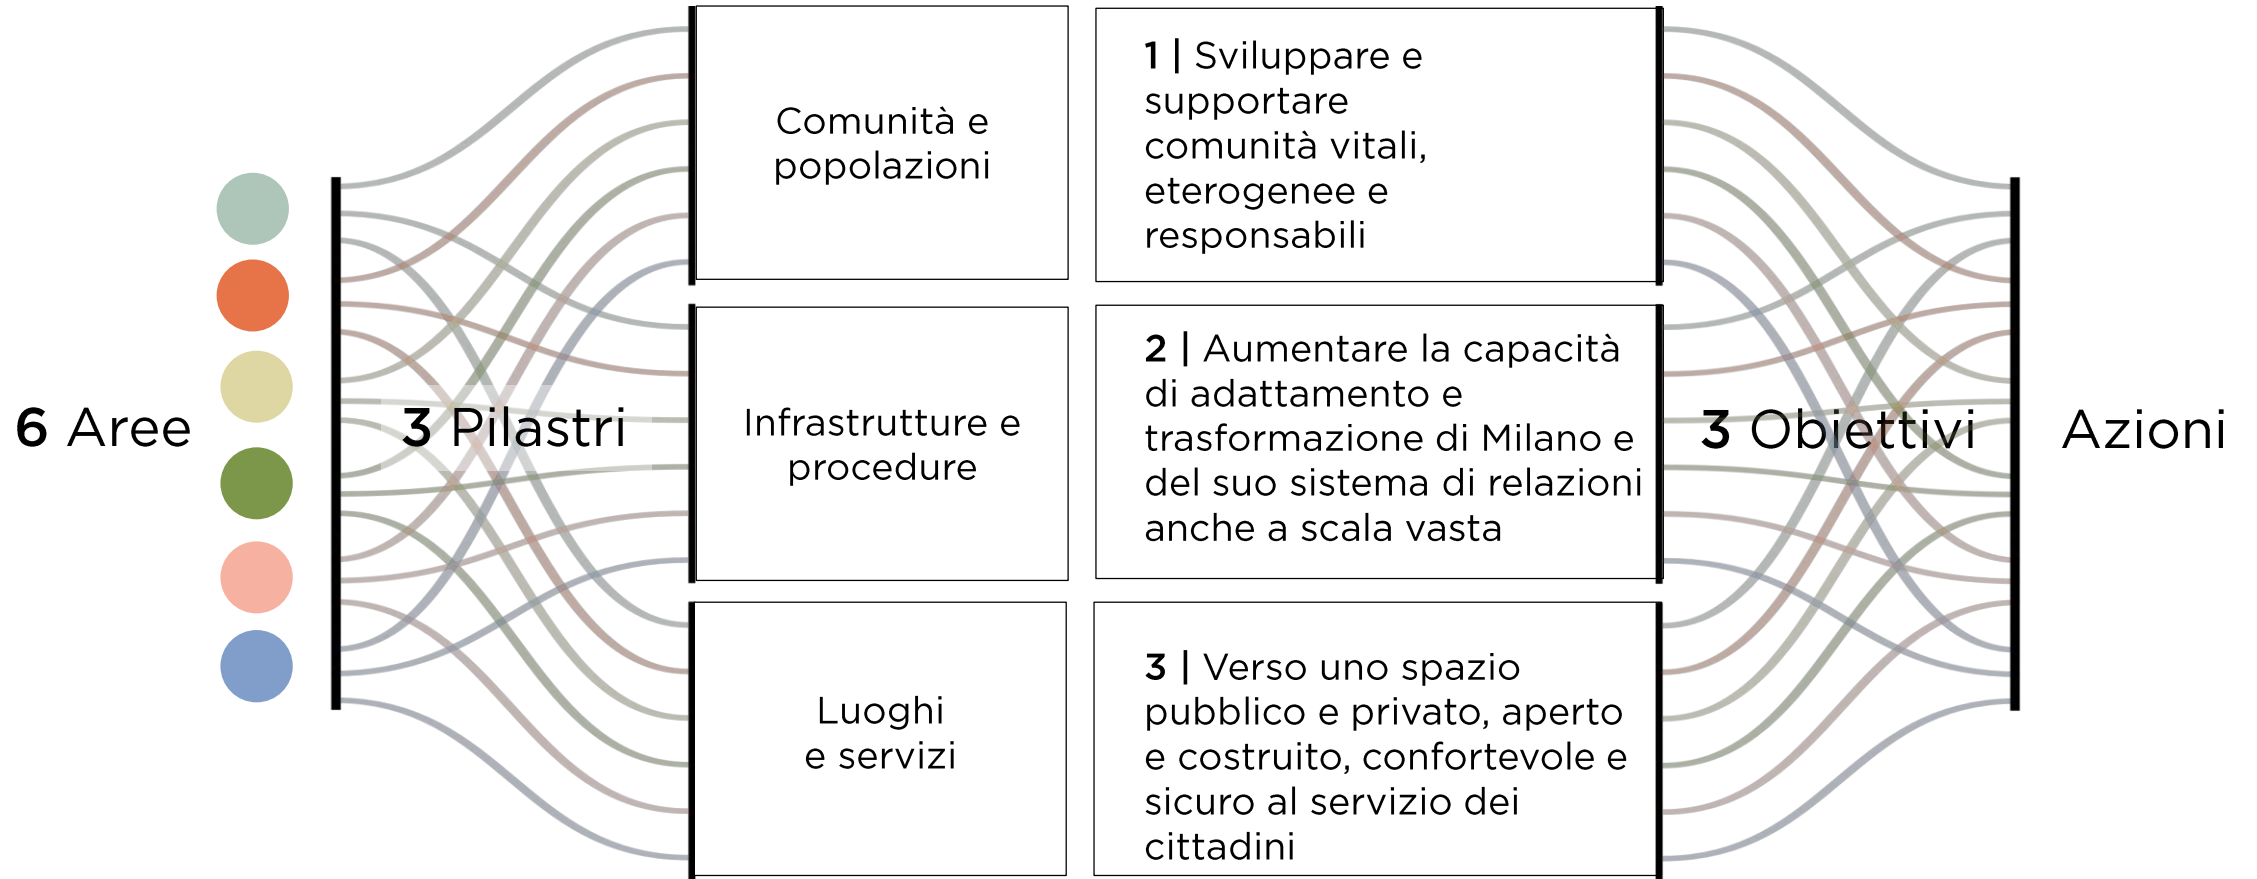 6 Aree
3 Pilastri
Comunità e
popolazioni
Infrastrutture e
procedure
Luoghi
e servizi
1 | Sviluppare e
supportare
comunità vitali,
eterogenee e
responsabili
2 | Aumentare la capacità
di adattamento e
trasformazione di Milano e
del suo sistema di relazioni
anche a scala vasta
3 | Verso uno spazio
pubblico e privato, aperto
e costruito, confortevole e
sicuro al servizio dei
cittadini
3 Obiettivi
Azioni